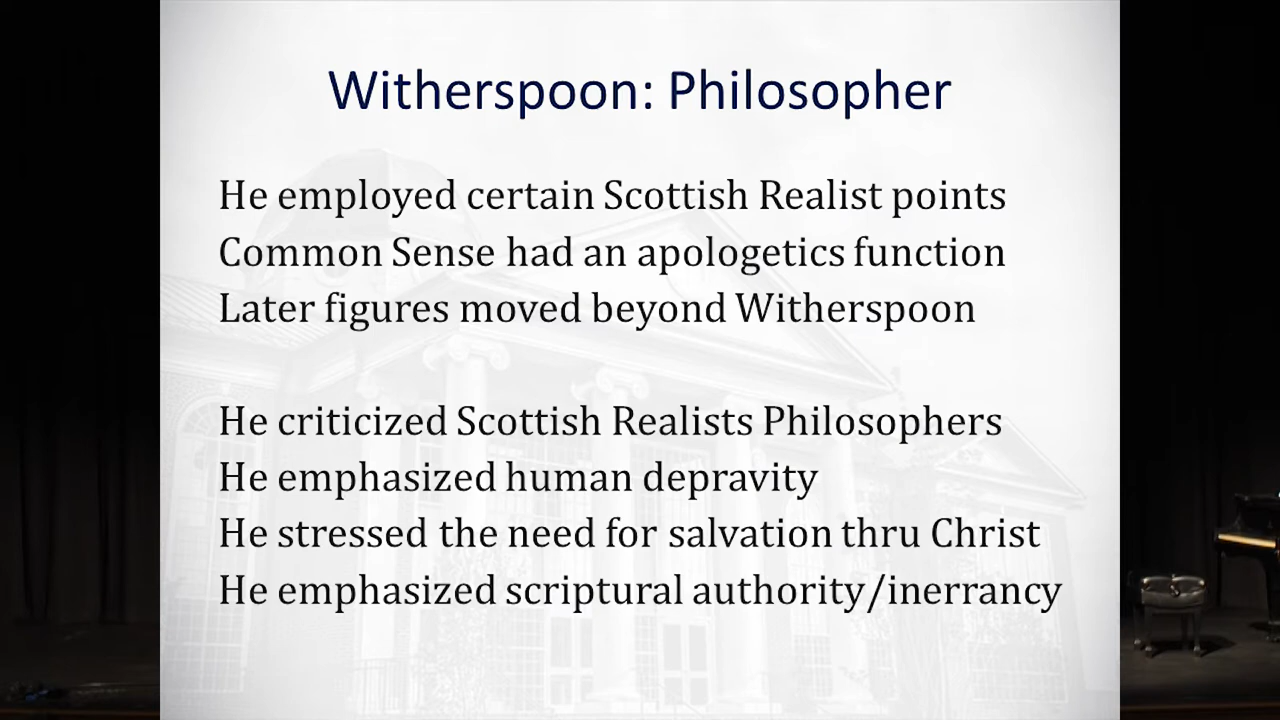 Witherspoon: Philosopher
He employed certain Scottish Realist points
Common Sense had an apologetics function
Later figures moved beyond Witherspoon
He criticized Scottish Realists Philosophers
He emphasized human depravity
He stressed the need for salvation thru Christ
He emphasized scriptural authority/inerrancy